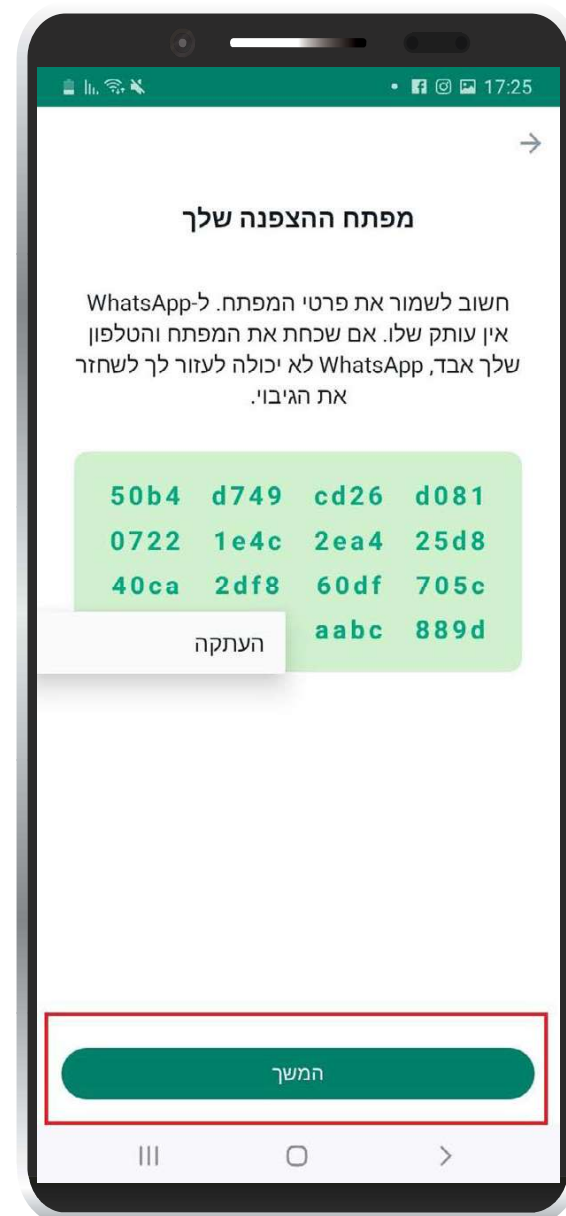 17:25
מפתח ההצפנה שלך
חשוב לשמור את פרטי המפתח. ל-WhatsApp
אין עותק שלו. אם שכחת את המפתח והטלפון
שלך אבד, WhatsApp לא יכולה לעזור לך לשחזר
את הגיבוי.
50b4 d749 cd26 d081
0722 1e4c 2ea4 25d8
40ca 2df8 60df 705c
aabc 889d
העתקה
המשך